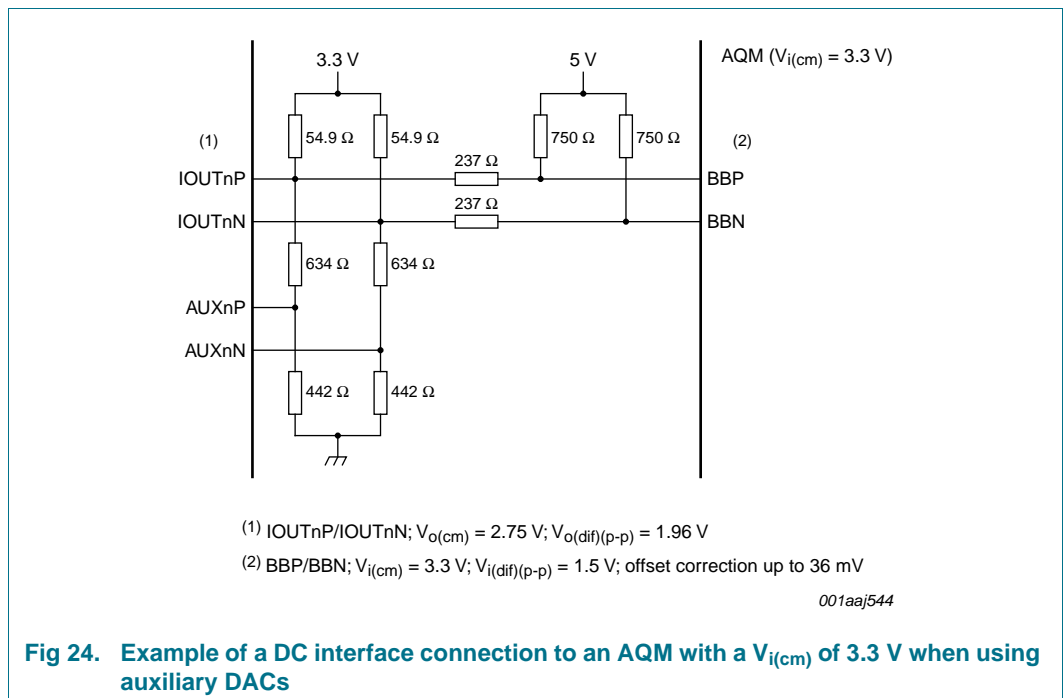 3.3 V
5 V
AQM (Vi(cm) = 3.3 V)
54.9 Ω
54.9 Ω
750 Ω
750 Ω
(1)
(2)
237 Ω
IOUTnP
BBP
237 Ω
IOUTnN
BBN
634 Ω
634 Ω
AUXnP
AUXnN
442 Ω
442 Ω
(1) IOUTnP/IOUTnN; Vo(cm) = 2.75 V; Vo(dif)(p-p) = 1.96 V
(2) BBP/BBN; Vi(cm) = 3.3 V; Vi(dif)(p-p) = 1.5 V; offset correction up to 36 mV
001aaj544
Fig 24. Example of a DC interface connection to an AQM with a Vi(cm) of 3.3 V when using
auxiliary DACs